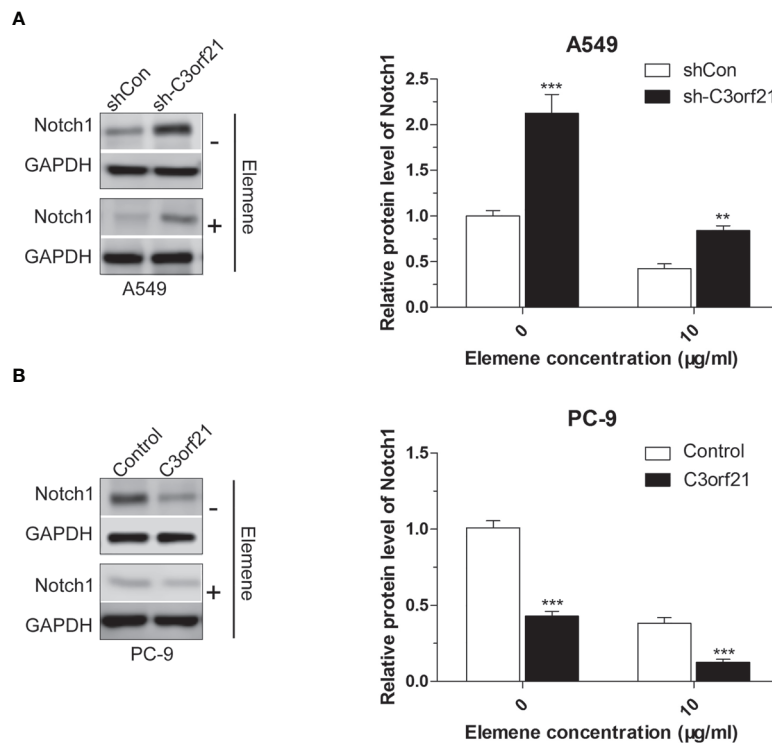 A
shCon
sh-C3orf21
Notch1
GAPDH
-
Notch1
GAPDH
+
Elemene
A549
A549
shCon
sh-C3orf21
Relative protein level of Notch1
2.5
2.0
1.5
1.0
0.5
0.0
***
**
0
10
Elemene concentration (μg/ml)
B
Control
C3orf21
Notch1
GAPDH
-
Notch1
GAPDH
+
Elemene
PC-9
PC-9
Control
C3orf21
Relative protein level of Notch1
1.5
1.0
0.5
0.0
***
***
0
10
Elemene concentration (μg/ml)